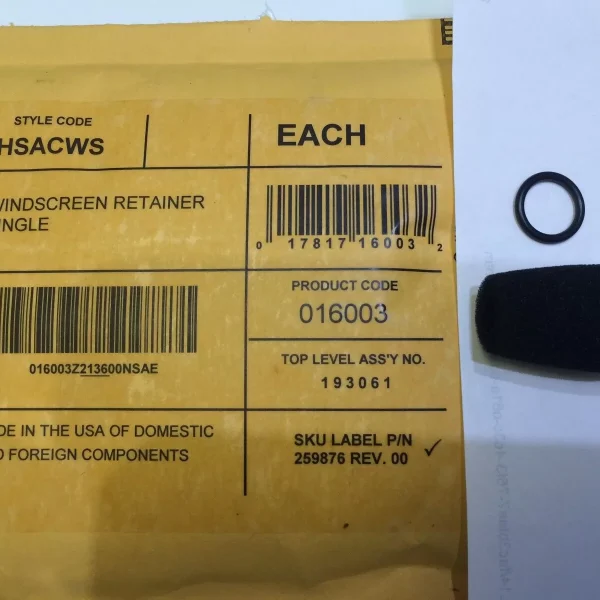 STYLE CODE
HSACWS
EACH
WINDSCREEN RETAINER
INGLE
0 17817 16003 2
PRODUCT CODE
016003
016003Z213600NSAE
TOP LEVEL ASS'Y NO.
193061
DE IN THE USA OF DOMESTIC
FOREIGN COMPONENTS
SKU LABEL P/N
259876 REV. 00